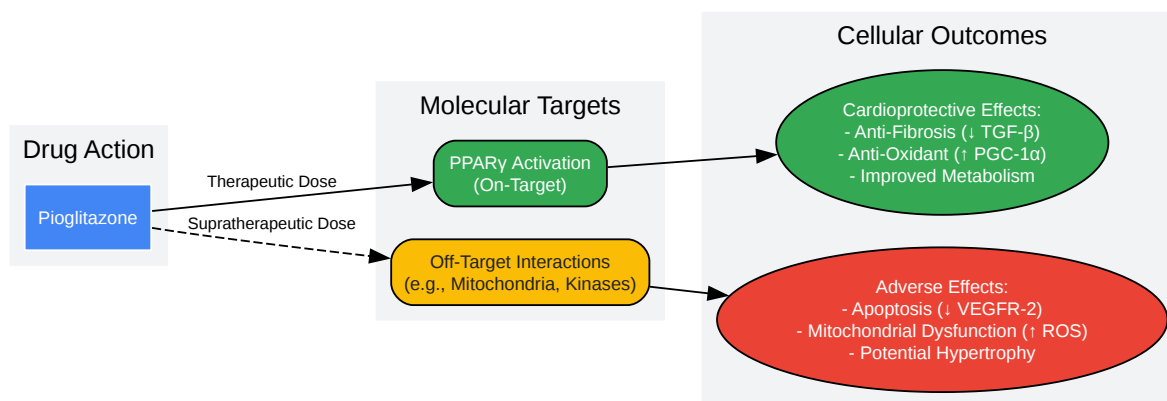 Drug Action
Pioglitazone
Therapeutic Dose
Supratherapeutic Dose
Molecular Targets
PPARγ Activation
(On-Target)
Off-Target Interactions
(e.g., Mitochondria, Kinases)
Cellular Outcomes
Cardioprotective Effects:
- Anti-Fibrosis (↓ TGF-β)
- Anti-Oxidant (↑ PGC-1α)
- Improved Metabolism
Adverse Effects:
- Apoptosis (↓ VEGFR-2)
- Mitochondrial Dysfunction (↑ ROS)
- Potential Hypertrophy